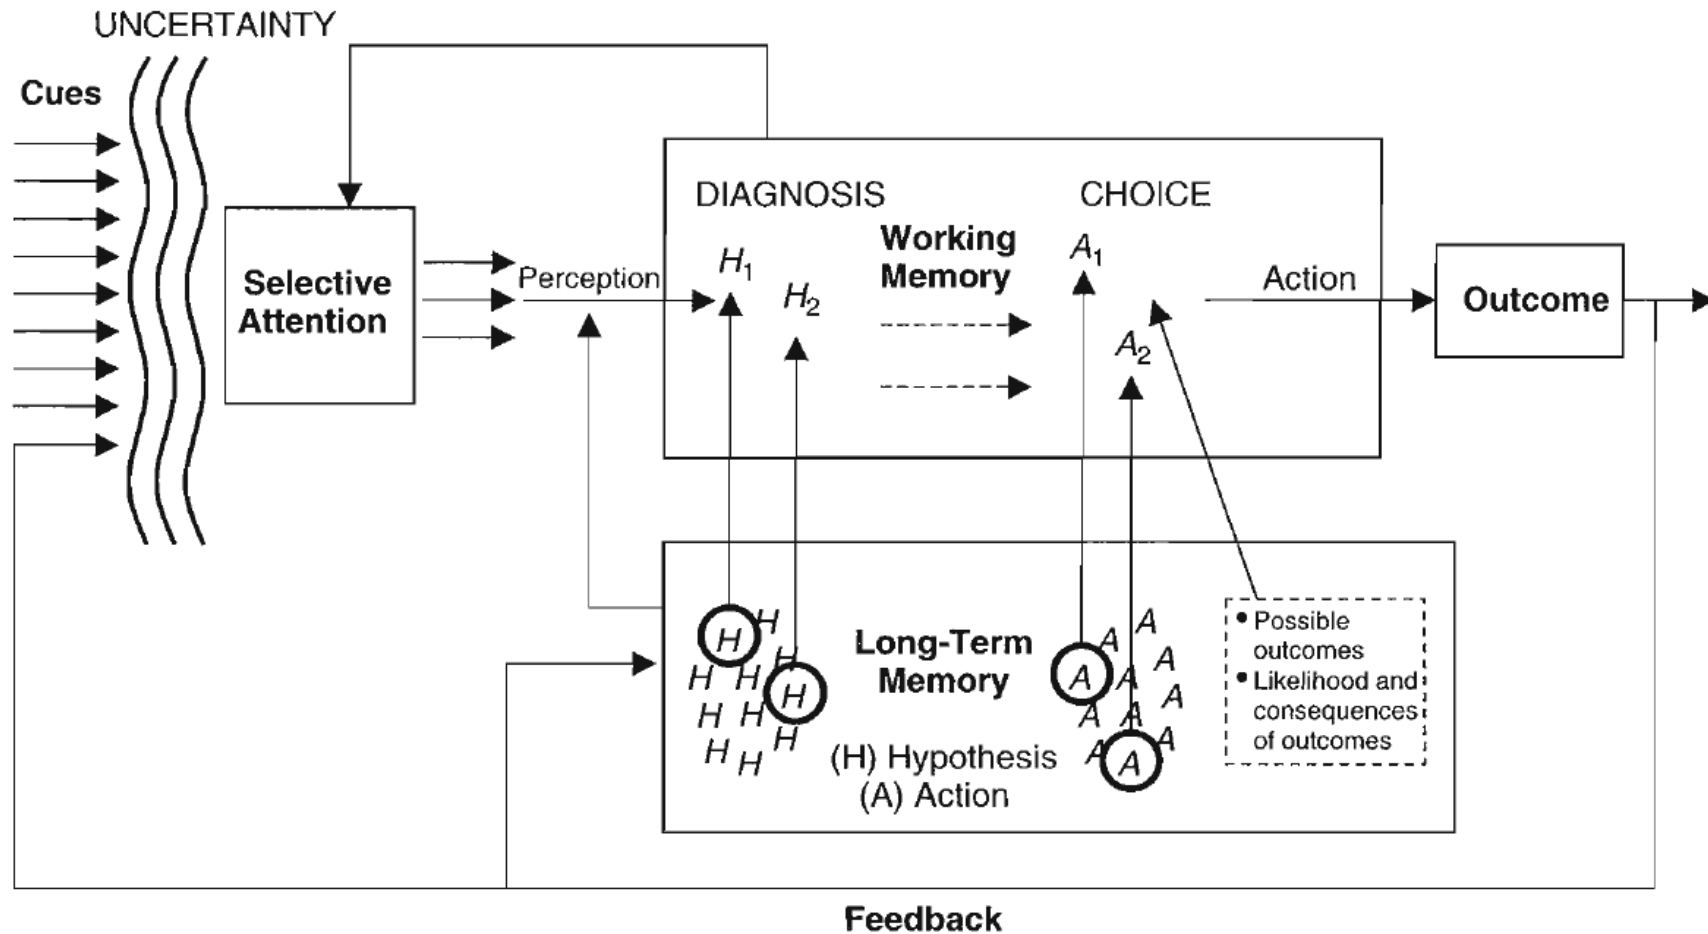 UNCERTAINTY
Cues
Selective
Attention
Perception
DIAGNOSIS
CHOICE
Working
Memory
H1
H2
A1
A2
Action
Outcome
H
H
H
H
H
H
H
H
H
H
H
Long-Term
Memory
(H) Hypothesis
(A) Action
A
A
A
A
A
A
A
A
A
A
A
• Possible
outcomes
• Likelihood and
consequences
of outcomes
Feedback